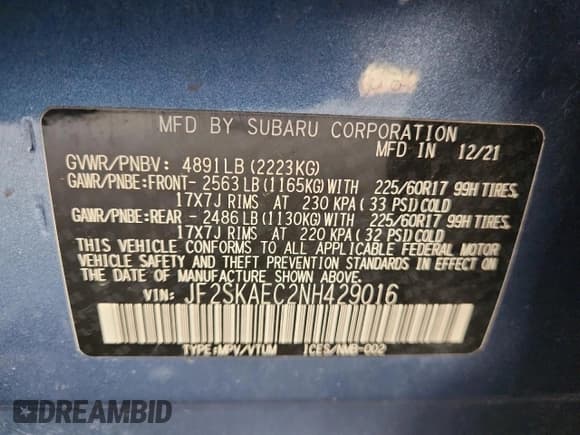 MFD BY SUBARU CORPORATION
MFD IN 12/21
GVWR/PNBV: 4891LB (2223KG)
GAWR/PNBE:FRONT- 2563 LB (1165KG) WITH 225/60R17 99H TIRES,
17X7J RIMS AT 230 KPA (33 PSI) COLD
GAWR/PNBE:REAR - 2486 LB (1130KG) WITH 225/60R17 99H TIRES,
17X7J RIMS AT 220 KPA (32 PSI) COLD
THIS VEHICLE CONFORMS TO ALL APPLICABLE FEDERAL MOTOR
VEHICLE SAFETY AND THEFT PREVENTION STANDARDS IN EFFECT
ON THE DATE OF MANUFACTURE SHOWN ABOVE.
VIN: JF2SKAEC2NH429016
TYPE:MPV/VTUM ICES/NMB-002
DREAMBID